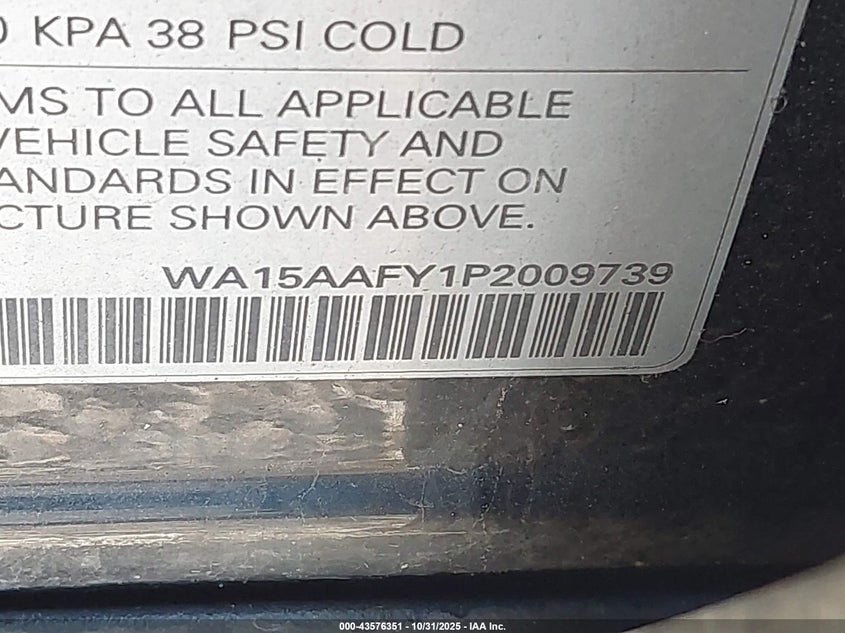 KPA 38 PSI COLD
MS TO ALL APPLICABLE
VEHICLE SAFETY AND
ANDARDS IN EFFECT ON
CTURE SHOWN ABOVE.
WA15AAFY1P2009739
000-43576351 - 10/31/2025 - IAA Inc.